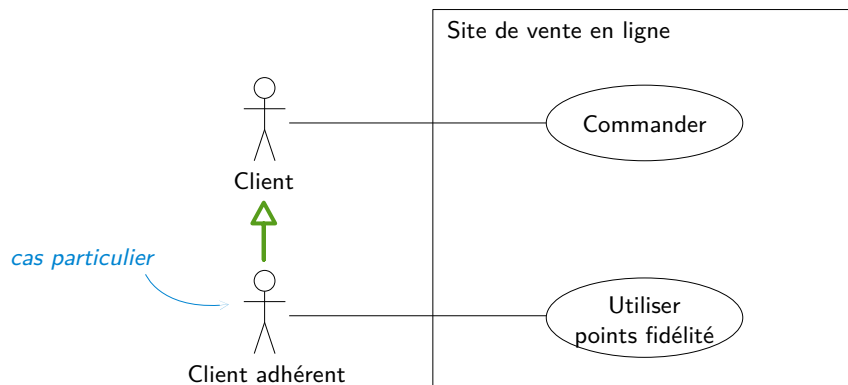 Site de vente en ligne
Commander
Client
cas particulier
Utiliser
points fidélité
Client adhérent